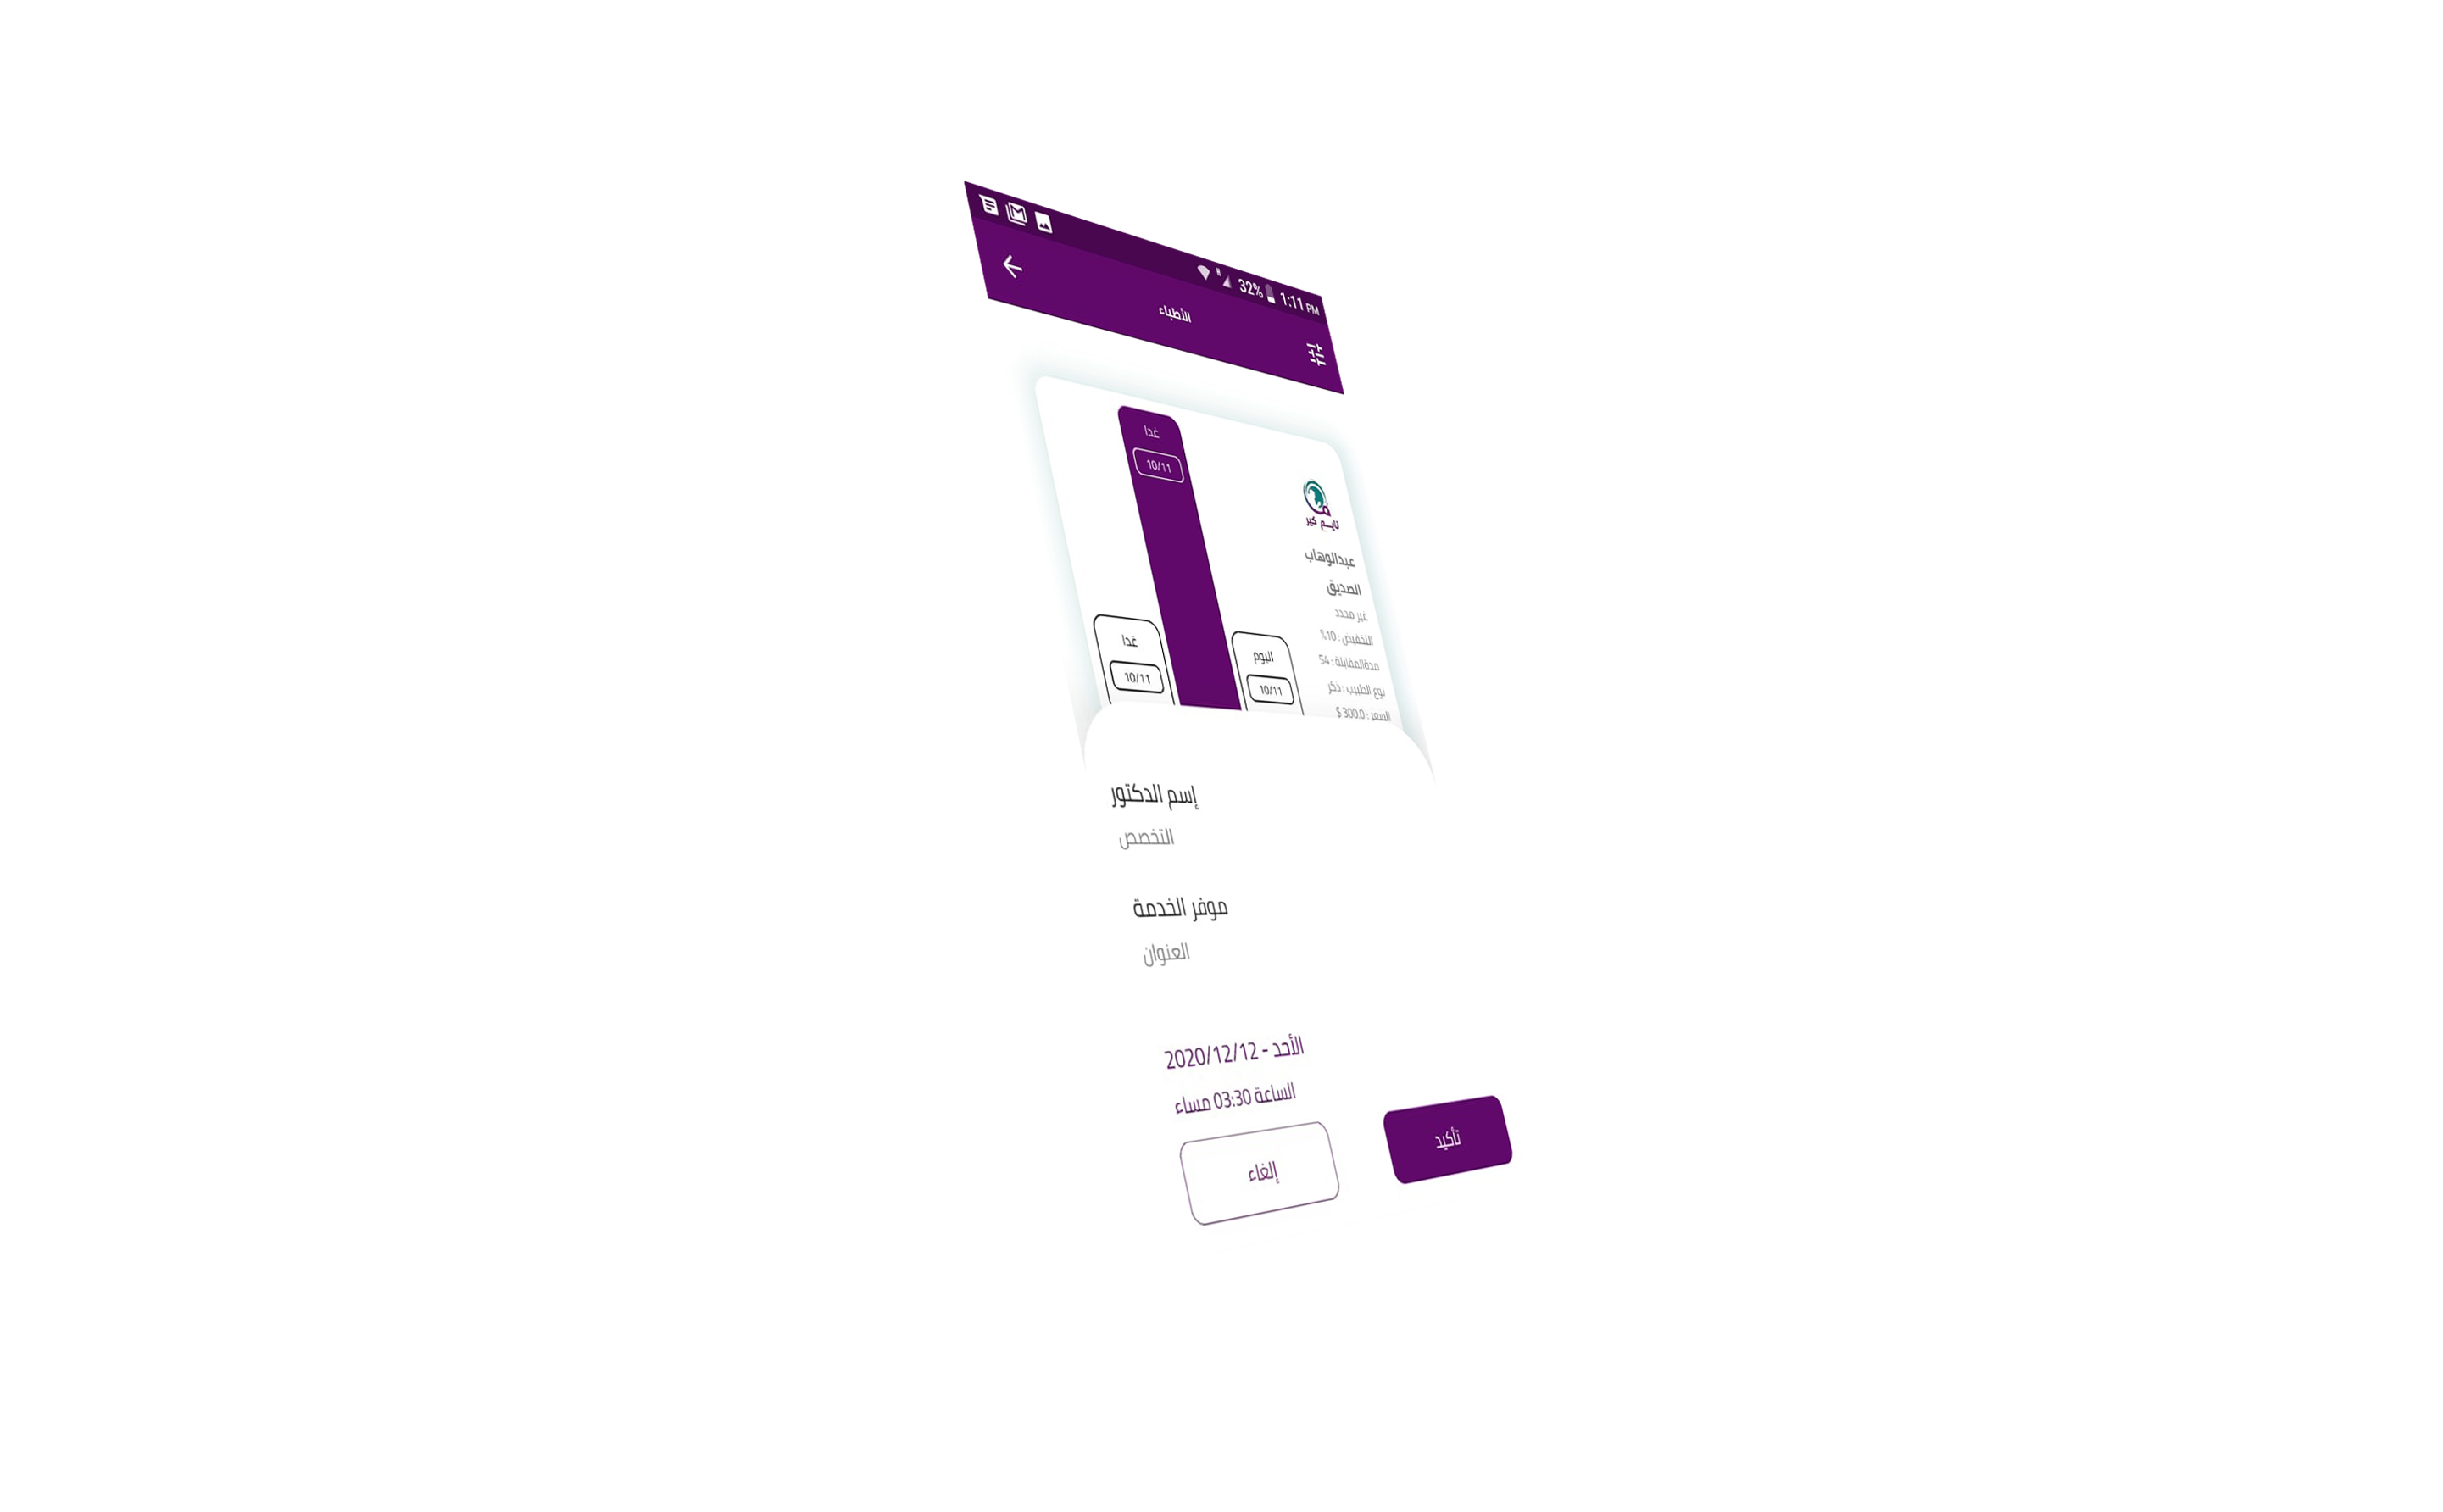 32% 1:11 PM
الأطباء
غدا
10/11
تايم كير
عبدالوهاب
الصديق
غير محدد
التخفيض : 10%
مدةالمقابلة : 54
نوع الطبيب : ذكر
السعر : 300.0 $
اليوم
10/11
غدا
10/11
إسم الدكتور
التخصص
موفر الخدمة
العنوان
الأحد - 2020/12/12
الساعة 03:30 مساء
تأكيد
إلغاء